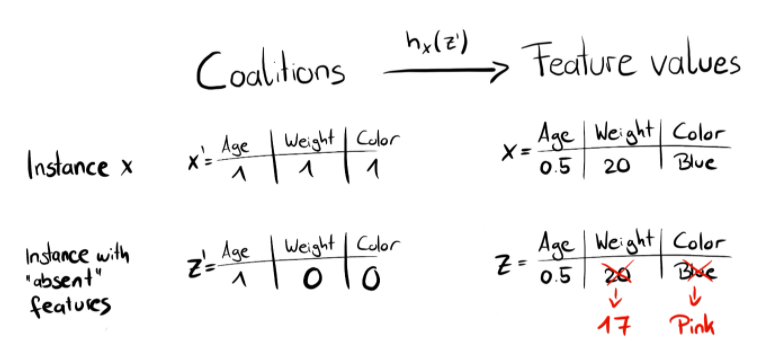 Coalitions hx(z') Feature values
Instance x x' = Age Weight Color x = Age Weight Color
1 1 1 0.5 20 Blue
Instance with "absent" features z' = Age Weight Color z = Age Weight Color
1 0 0 0.5 20 Blue
17 Pink